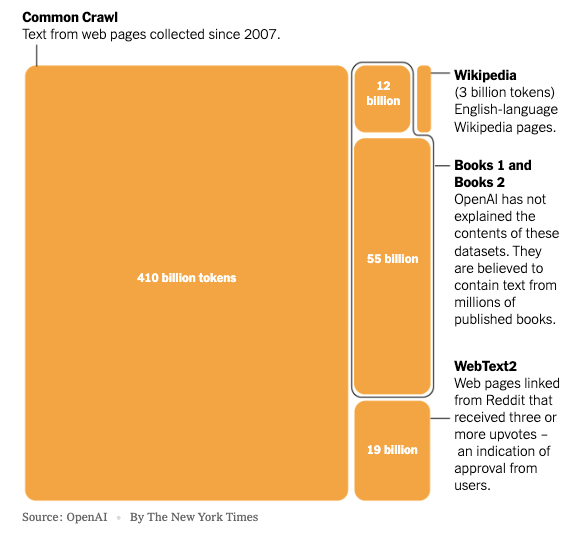 Common Crawl
Text from web pages collected since 2007.
410 billion tokens
12
billion
55 billion
19 billion
Wikipedia
(3 billion tokens)
English-language
Wikipedia pages.
Books 1 and
Books 2
OpenAI has not
explained the
contents of these
datasets. They
are believed to
contain text from
millions of
published books.
WebText2
Web pages linked
from Reddit that
received three or
more upvotes –
an indication of
approval from
users.
Source: OpenAI • By The New York Times